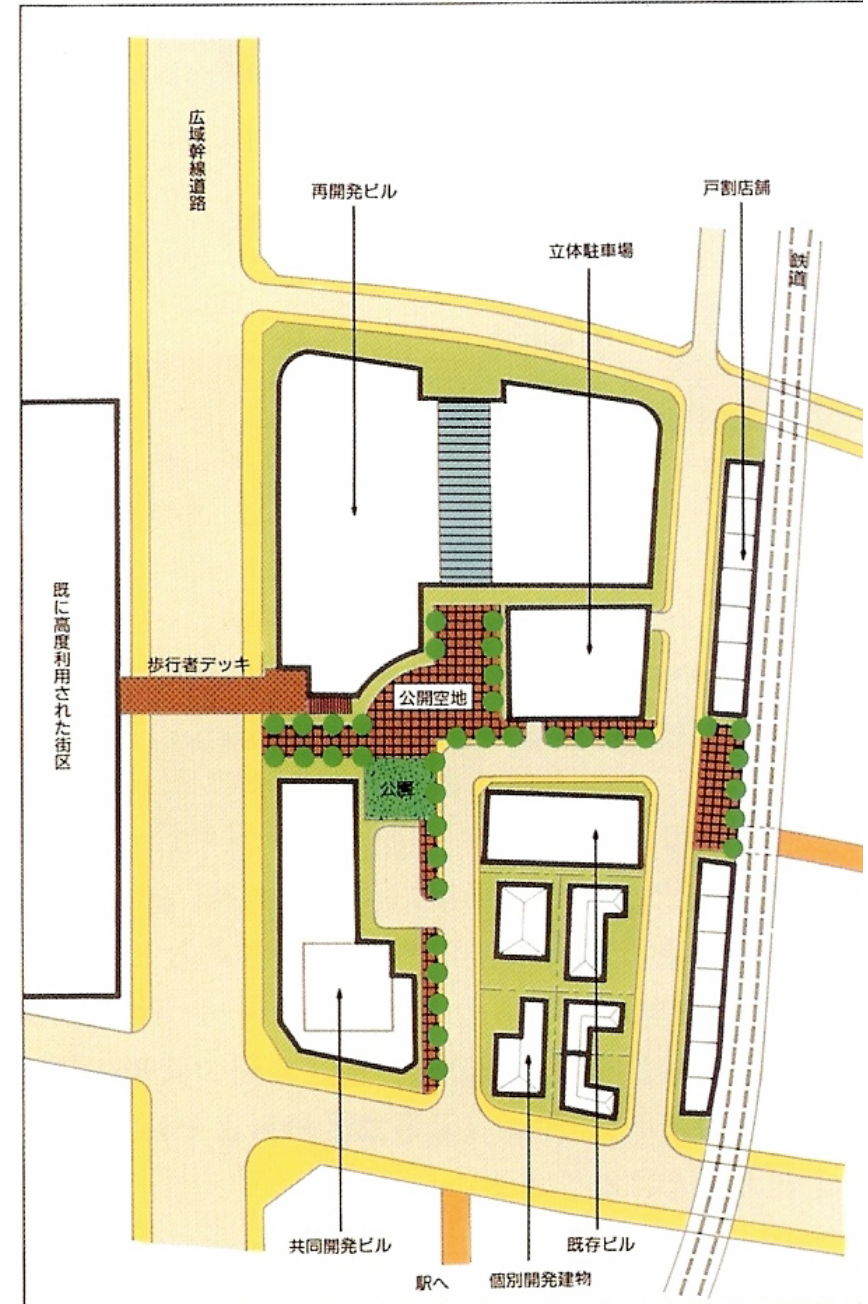 広域幹線道路
再開発ビル
戸割店舗
立体駐車場
鉄道
既に高度利用された街区
歩行者デッキ
公開空地
公園
共同開発ビル
既存ビル
駅へ
個別開発建物